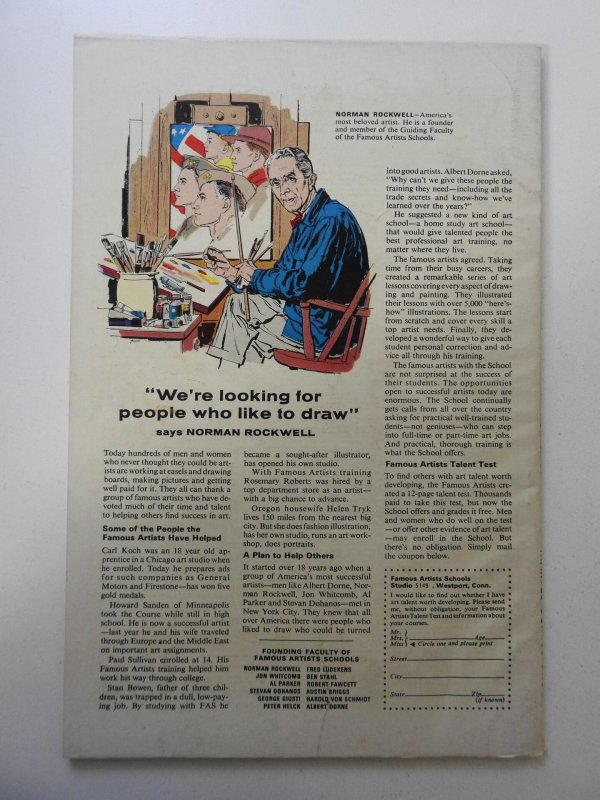 NORMAN ROCKWELL—America's
most beloved artist. He is a founder
and member of the Guiding Faculty
of the Famous Artists Schools.
"We're looking for
people who like to draw"
says NORMAN ROCKWELL
Today hundreds of men and women
who never thought they could be art-
ists are working at easels and drawing
boards, making pictures and getting
well paid for it. They all can thank a
group of famous artists who have de-
voted much of their time and talent
to helping others find success in art.
Some of the People the
Famous Artists Have Helped
Carl Koch was an 18 year old ap-
prentice in a Chicago art studio when
he enrolled. Today he prepares ads
for such companies as General
Motors and Firestone—has won five
gold medals.
Howard Sanden of Minneapolis
took the Course while still in high
school. He is now a successful artist
—last year he and his wife traveled
through Europe and the Middle East
on important art assignments.
Paul Sullivan enrolled at 14. His
Famous Artists training helped him
work his way through college.
Stan Bowen, father of three chil-
dren, was trapped in a dull, low-pay-
ing job. By studying with FAS he
became a sought-after illustrator,
has opened his own studio.
With Famous Artists training
Rosemary Roberts was hired by a
top department store as an artist—
with a big chance to advance.
Oregon housewife Helen Tryk
lives 150 miles from the nearest big
city. But she does fashion illustration,
has her own studio, runs an art work-
shop, does portraits.
A Plan to Help Others
It started over 18 years ago when a
group of America's most successful
artists—men like Albert Dorne, Nor-
man Rockwell, Jon Whitcomb, Al
Parker and Stevan Dohanos—met in
New York City. They knew that all
over America there were people who
liked to draw who could be turned
into good artists. Albert Dorne asked,
"Why can't we give these people the
training they need—including all the
trade secrets and know-how we've
learned over the years?"
He suggested a new kind of art
school—a home study art school—
that would give talented people the
best professional art training, no
matter where they live.
The famous artists agreed. Taking
time from their busy careers, they
created a remarkable series of art
lessons covering every aspect of draw-
ing and painting. They illustrated
their lessons with over 5,000 "here's-
how" illustrations. The lessons start
from scratch and cover every skill a
top artist needs. Finally, they de-
veloped a wonderful way to give each
student personal correction and ad-
vice all through his training.
The famous artists with the School
are not surprised at the success of
their students. The opportunities
open to successful artists today are
enormous. The School continually
gets calls from all over the country
asking for practical well-trained stu-
dents—not geniuses—who can step
into full-time or part-time art jobs.
And practical, thorough training is
what the School offers.
Famous Artists Talent Test
To find others with art talent worth
developing, the Famous Artists cre-
ated a 12-page talent test. Thousands
paid to take this test, but now the
School offers and grades it free. Men
and women who do well on the test
—or offer other evidence of art talent
—may enroll in the School. But
there's no obligation. Simply mail
the coupon below.
FOUNDING FACULTY OF
FAMOUS ARTISTS SCHOOLS
NORMAN ROCKWELL FRED LUDEKENS
JON WHITCOMB BEN STAHL
AL PARKER ROBERT FAWCETT
STEVAN DOHANOS AUSTIN BRIGGS
GEORGE GIUSTI HAROLD VON SCHMIDT
PETER HELCK ALBERT DORNE
Famous Artists Schools
Studio 5148, Westport, Conn.
I would like to find out whether I have
art talent worth developing. Please send
me, without obligation, your Famous
Artists Talent Test and information about
your courses.
Mr.
Mrs. Age
Miss Circle one and please print
Street
City
State Zip
(if known)